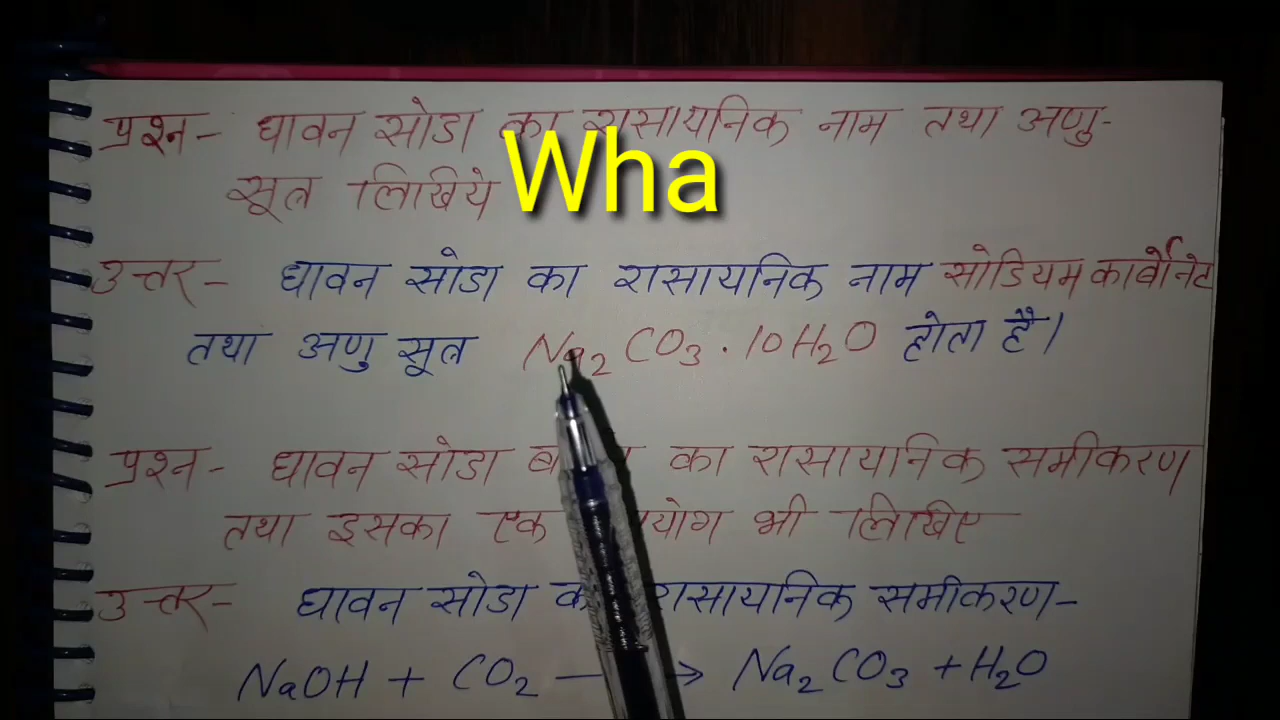 प्रश्न- धावन सोडा का रासायनिक नाम तथा अणु-
सूत्र लिखिये
Wha
उत्तर- धावन सोडा का रासायनिक नाम सोडियम कार्बोनेट
तथा अणु सूत्र Na₂CO₃.10H₂O होता है।
प्रश्न- धावन सोडा का रासायनिक समीकरण
तथा इसका एक भी लिखिए
उत्तर- धावन सोडा रासायनिक समीकरण-
NaOH + CO₂ → Na₂CO₃ + H₂O